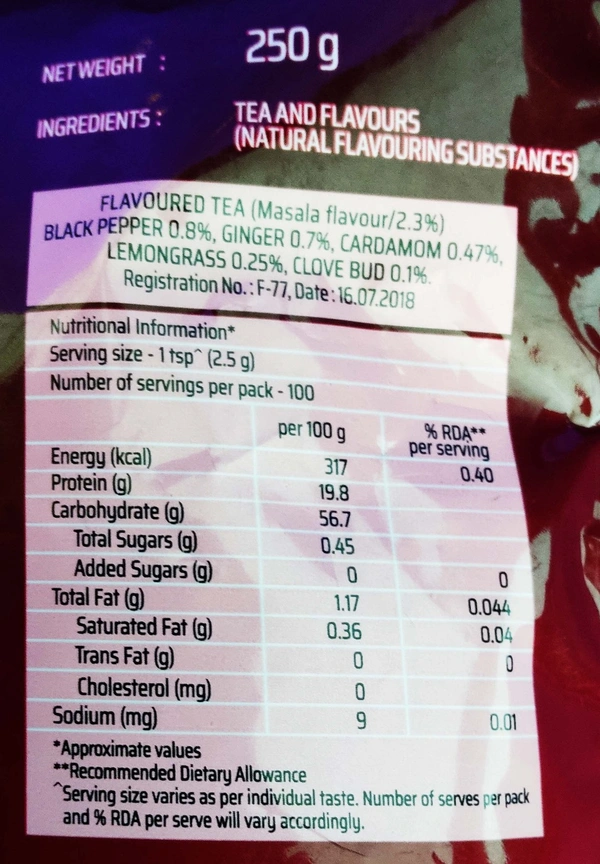 NET WEIGHT : 250 g
INGREDIENTS : TEA AND FLAVOURS
(NATURAL FLAVOURING SUBSTANCES)
FLAVOURED TEA (Masala flavour/2.3%)
BLACK PEPPER 0.8%, GINGER 0.7%, CARDAMOM 0.47%,
LEMONGRASS 0.25%, CLOVE BUD 0.1%.
Registration No.: F-77, Date: 16.07.2018
Nutritional Information*
Serving size - 1 tsp^ (2.5 g)
Number of servings per pack - 100
per 100 g % RDA**
per serving
Energy (kcal) 317 0.40
Protein (g) 19.8
Carbohydrate (g) 56.7
Total Sugars (g) 0.45
Added Sugars (g) 0 0
Total Fat (g) 1.17 0.044
Saturated Fat (g) 0.36 0.04
Trans Fat (g) 0 0
Cholesterol (mg) 0
Sodium (mg) 9 0.01
*Approximate values
**Recommended Dietary Allowance
^Serving size varies as per individual taste. Number of serves per pack
and % RDA per serve will vary accordingly.